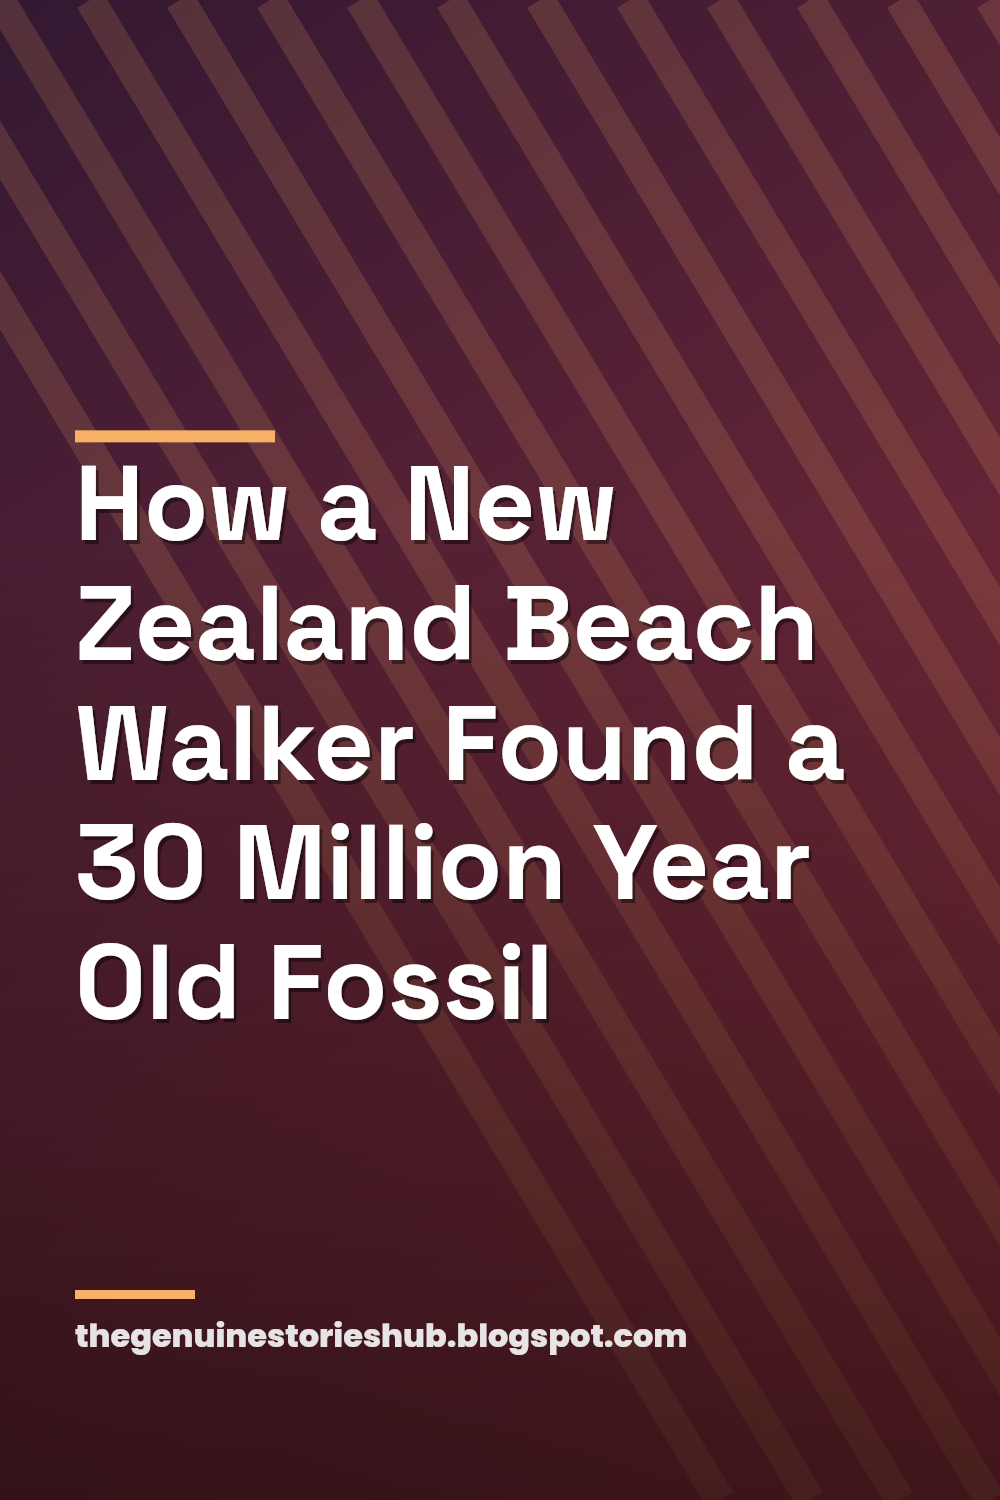 How a New
Zealand Beach
Walker Found a
30 Million Year
Old Fossil
thegenuinestorieshub.blogspot.com